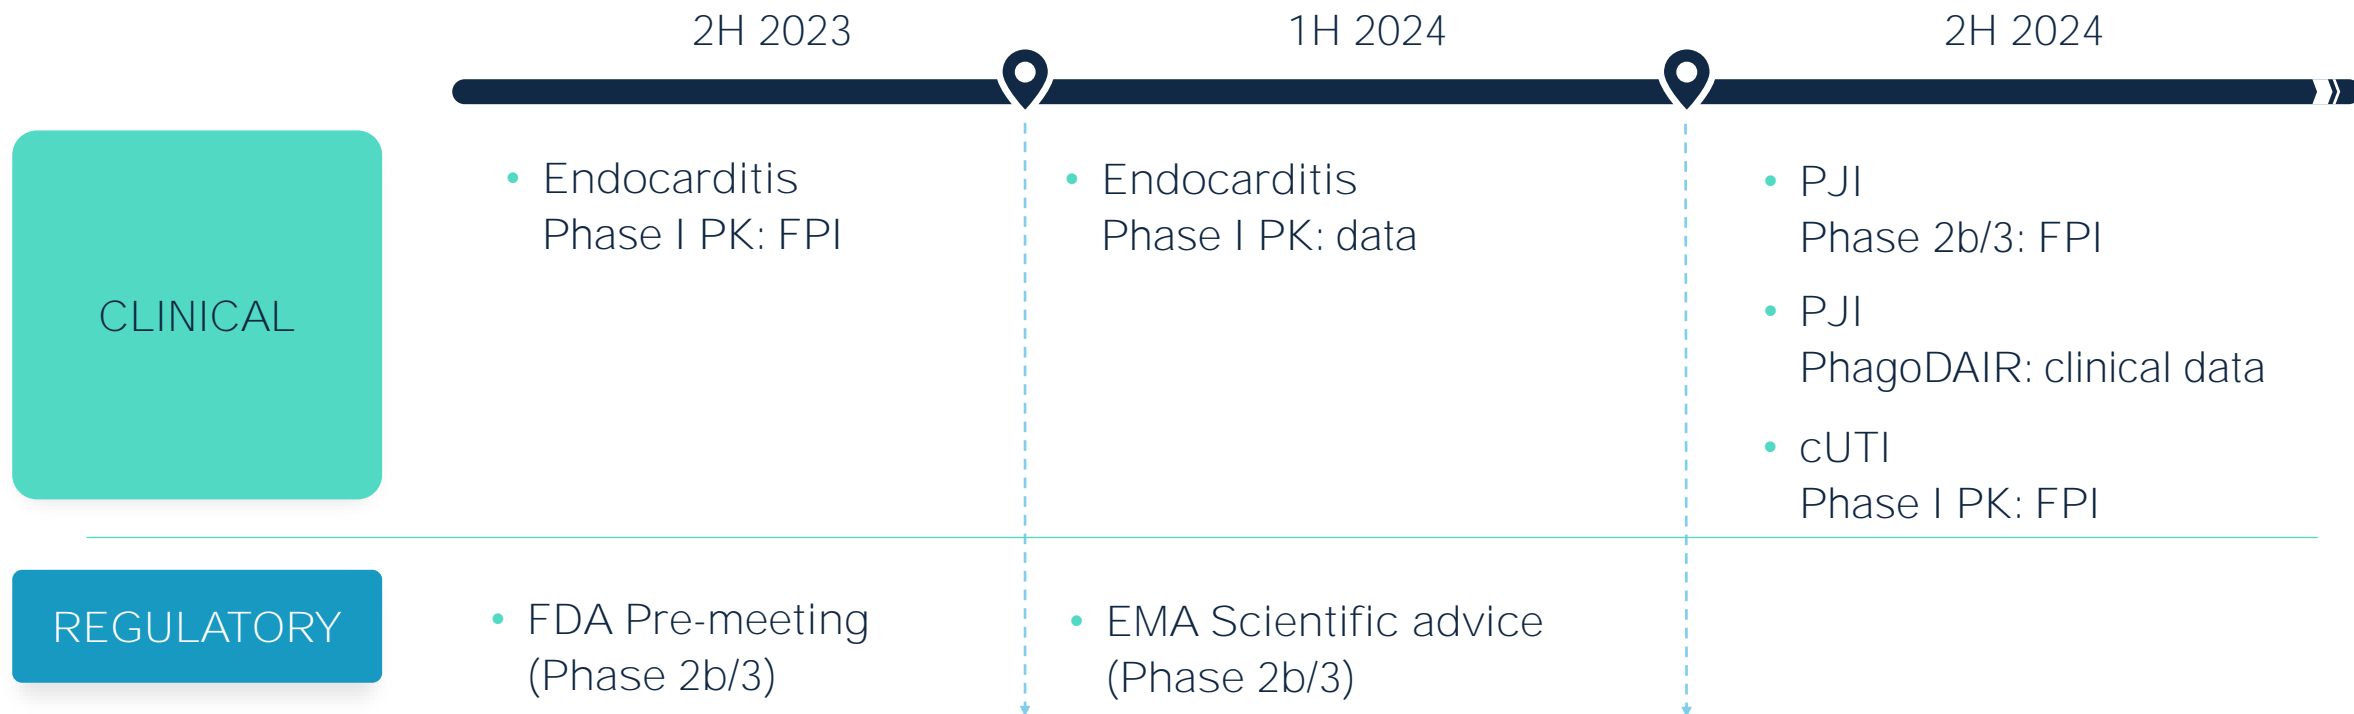 2H 2023
1H 2024
2H 2024
CLINICAL
• Endocarditis
Phase I PK: FPI
• Endocarditis
Phase I PK: data
• PJI
Phase 2b/3: FPI
• PJI
PhagoDAIR: clinical data
• cUTI
Phase I PK: FPI
REGULATORY
• FDA Pre-meeting
(Phase 2b/3)
• EMA Scientific advice
(Phase 2b/3)